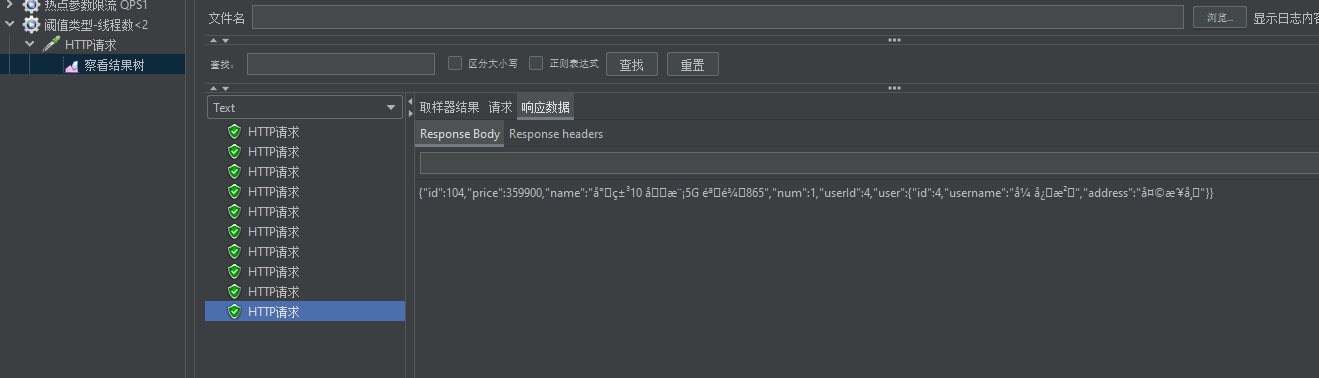 热点参数限流 QPS1
阈值类型-线程数<2
HTTP请求
察看结果树
文件名
浏览...
显示日志内容
查找：
区分大小写
正则表达式
查找
重置
Text
取样器结果 请求 响应数据
Response Body Response headers
HTTP请求
HTTP请求
HTTP请求
HTTP请求
HTTP请求
HTTP请求
HTTP请求
HTTP请求
HTTP请求
HTTP请求
{"id":104,"price":359900,"name":"å°ç±³10 åæ¨¡5G éªé¾865","num":1,"userId":4,"user":{"id":4,"username":"å¼ å¿æ²","address":"å¤©æ´¥å¸"}}